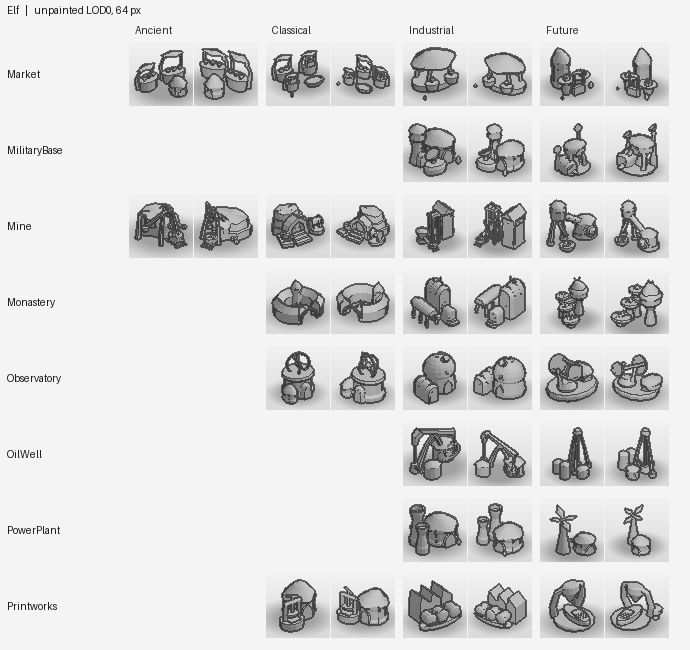 Elf | unpainted LOD0, 64 px
Ancient Classical Industrial Future
Market
MilitaryBase
Mine
Monastery
Observatory
OilWell
PowerPlant
Printworks